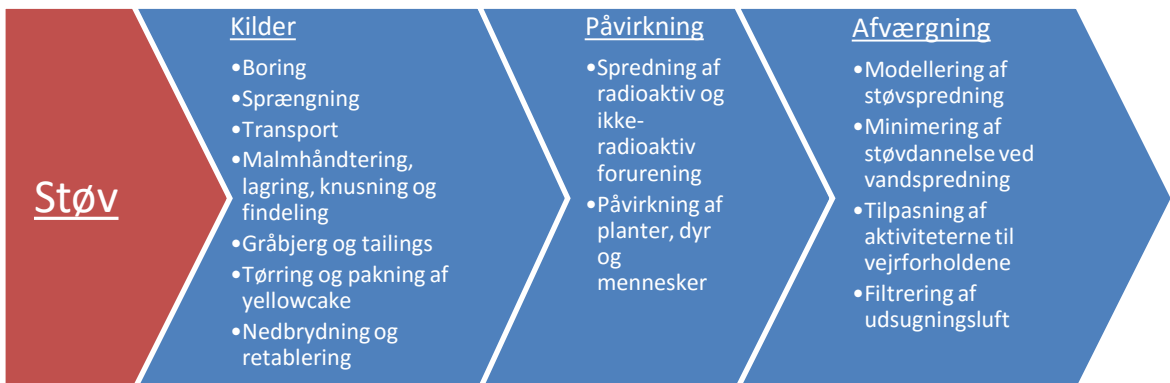 Støv
Kilder
•Boring
•Sprængning
•Transport
•Malmhåndtering,
lagring, knusning og
findeling
•Gråbjerg og tailings
•Tørring og pakning af
yellowcake
•Nedbrydning og
retablering
Påvirkning
•Spredning af
radioaktiv og
ikke-
radioaktiv
forurening
•Påvirkning af
planter, dyr
og
mennesker
Afværgning
•Modellering af
støvspredning
•Minimering af
støvdannelse ved
vandspredning
•Tilpasning af
aktiviteterne til
vejrforholdene
•Filtrering af
udsugningsluft